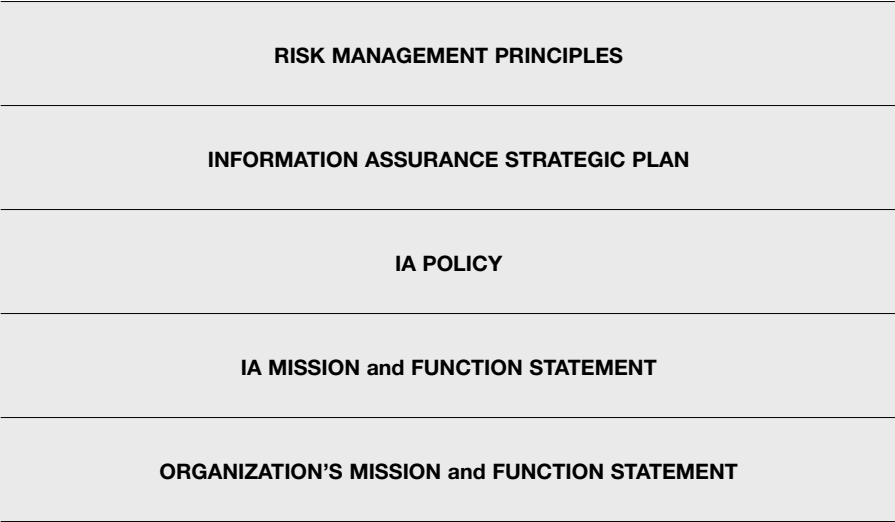 RISK MANAGEMENT PRINCIPLES
INFORMATION ASSURANCE STRATEGIC PLAN
IA POLICY
IA MISSION and FUNCTION STATEMENT
ORGANIZATION’S MISSION and FUNCTION STATEMENT